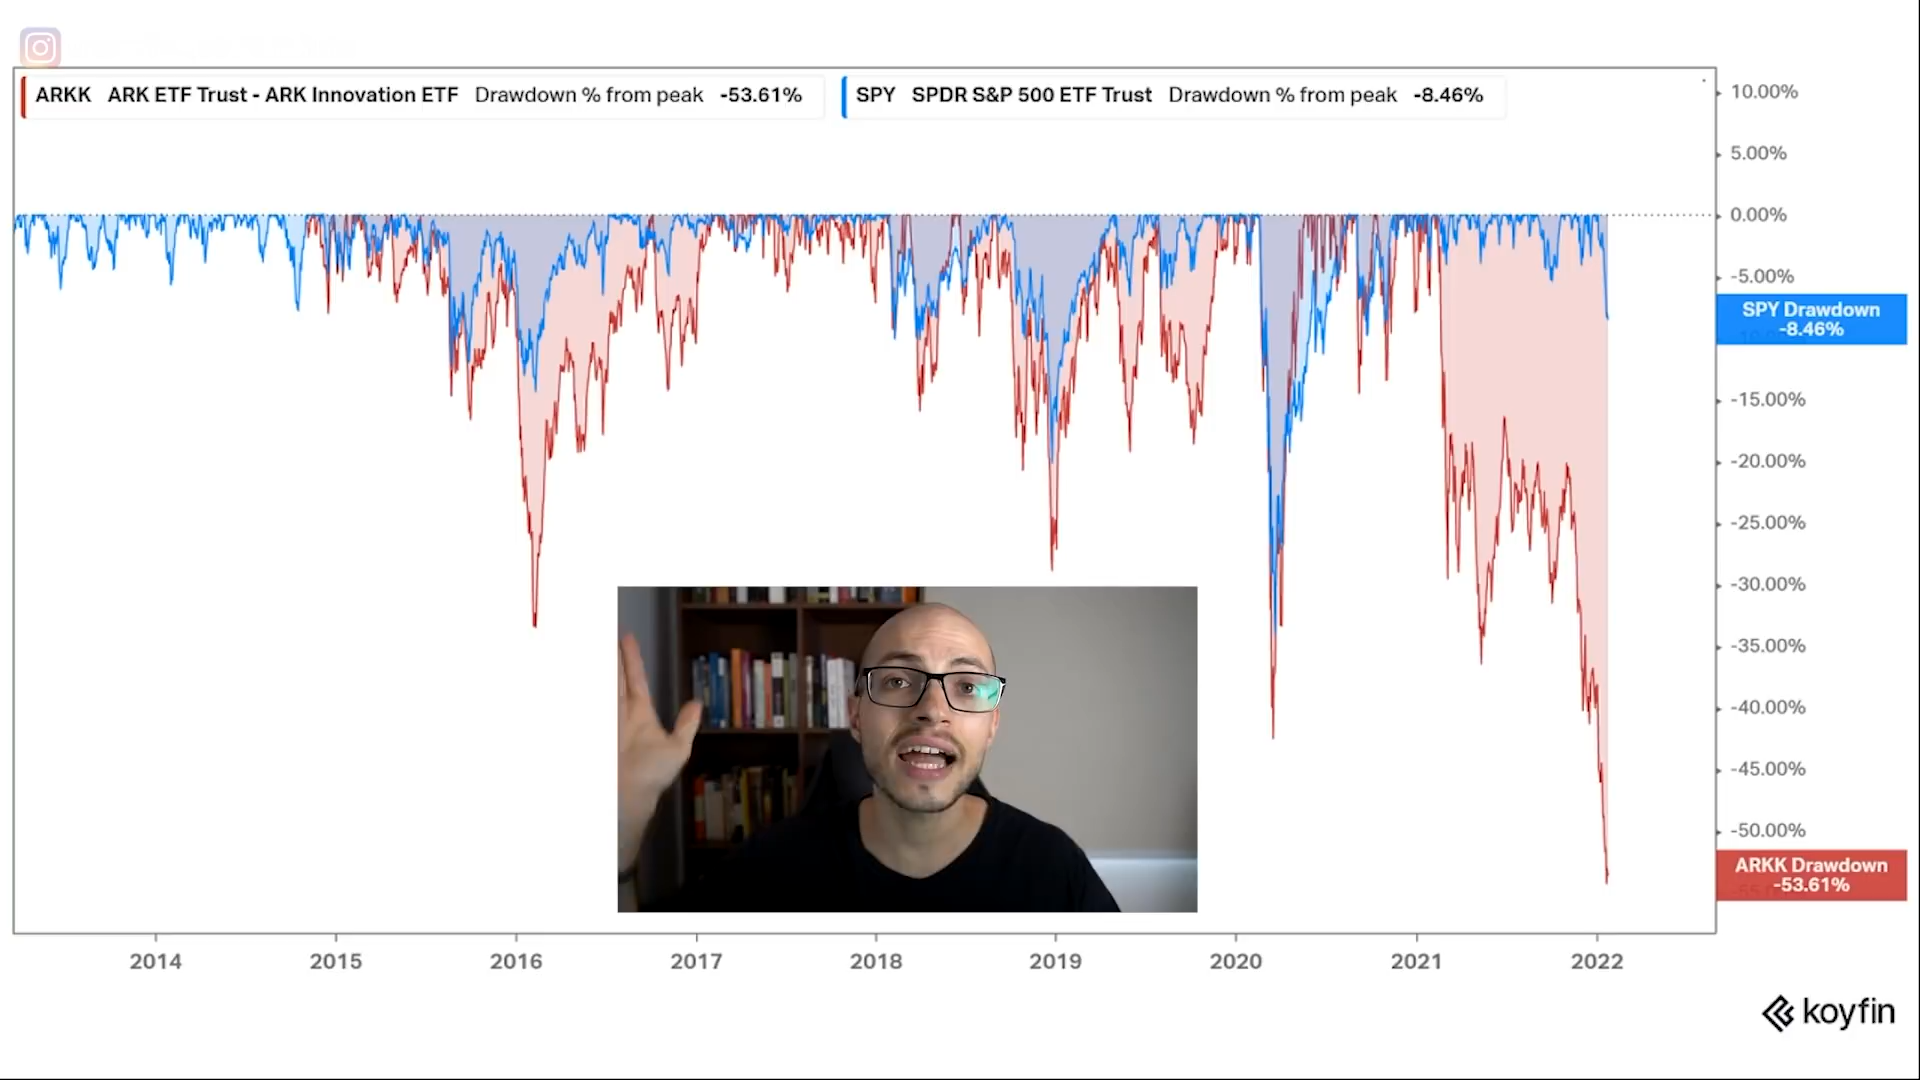 ARKK ARK ETF Trust - ARK Innovation ETF Drawdown % from peak -53.61%
SPY SPDR S&P 500 ETF Trust Drawdown % from peak -8.46%
10.00%
5.00%
0.00%
-5.00%
SPY Drawdown
-8.46%
-15.00%
-20.00%
-25.00%
-30.00%
-35.00%
-40.00%
-45.00%
-50.00%
ARKK Drawdown
-53.61%
2014 2015 2016 2017 2018 2019 2020 2021 2022
koyfin